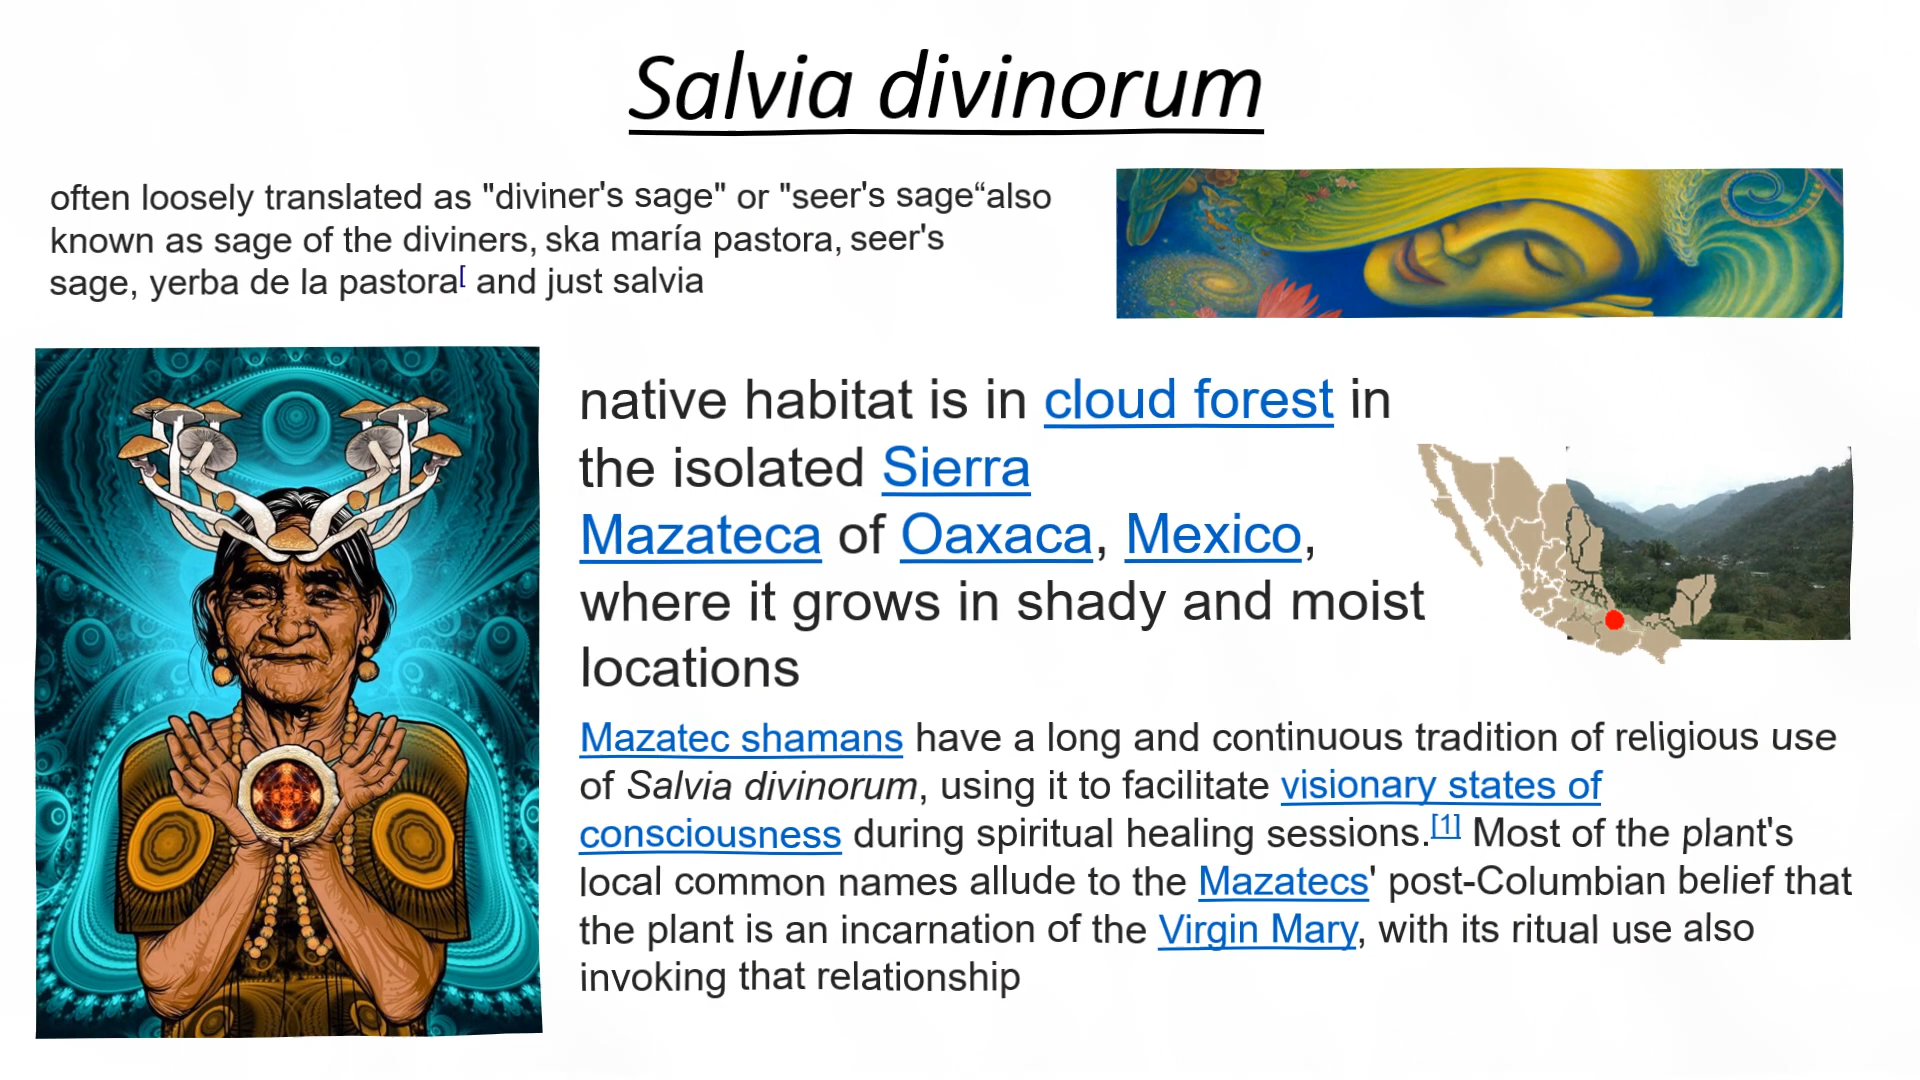 Salvia divinorum
often loosely translated as "diviner's sage" or "seer's sage“also
known as sage of the diviners, ska maría pastora, seer's
sage, yerba de la pastora[ and just salvia
native habitat is in cloud forest in
the isolated Sierra
Mazateca of Oaxaca, Mexico,
where it grows in shady and moist
locations
Mazatec shamans have a long and continuous tradition of religious use
of Salvia divinorum, using it to facilitate visionary states of
consciousness during spiritual healing sessions.[1] Most of the plant's
local common names allude to the Mazatecs' post-Columbian belief that
the plant is an incarnation of the Virgin Mary, with its ritual use also
invoking that relationship